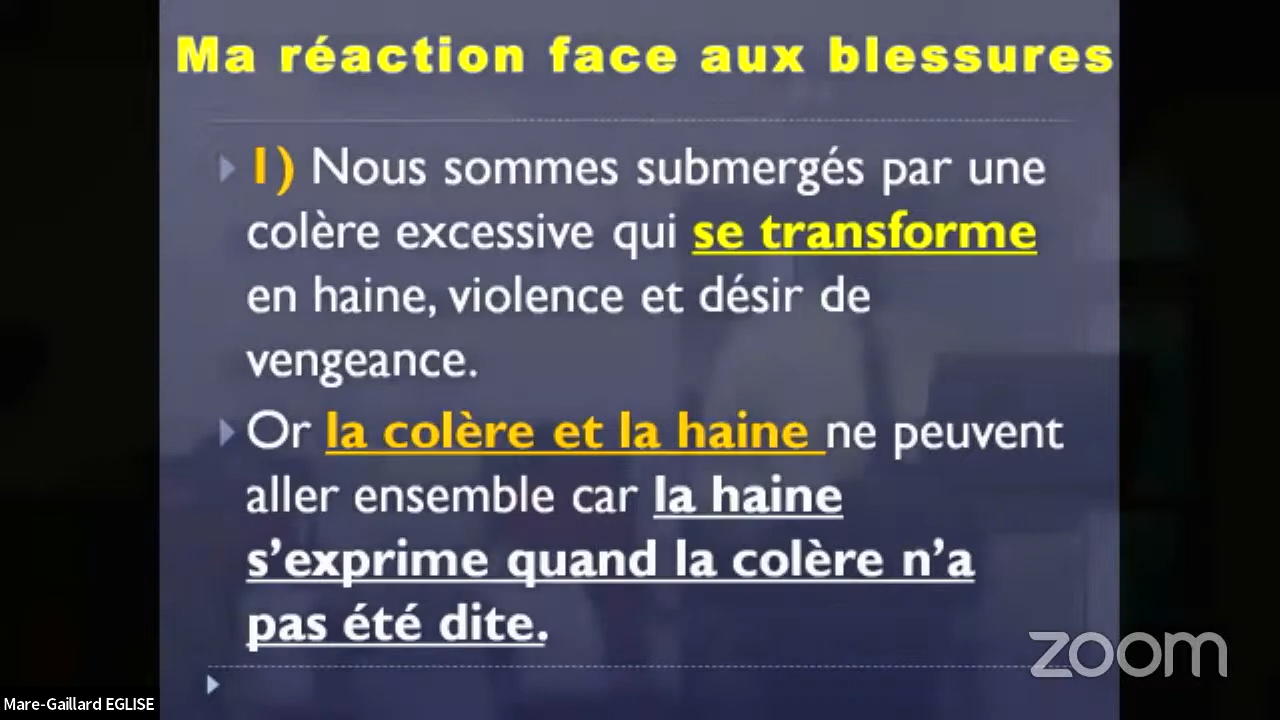 Ma réaction face aux blessures
1) Nous sommes submergés par une
colère excessive qui se transforme
en haine, violence et désir de
vengeance.
Or la colère et la haine ne peuvent
aller ensemble car la haine
s'exprime quand la colère n'a
pas été dite.
zoom
Mare-Gaillard EGLISE